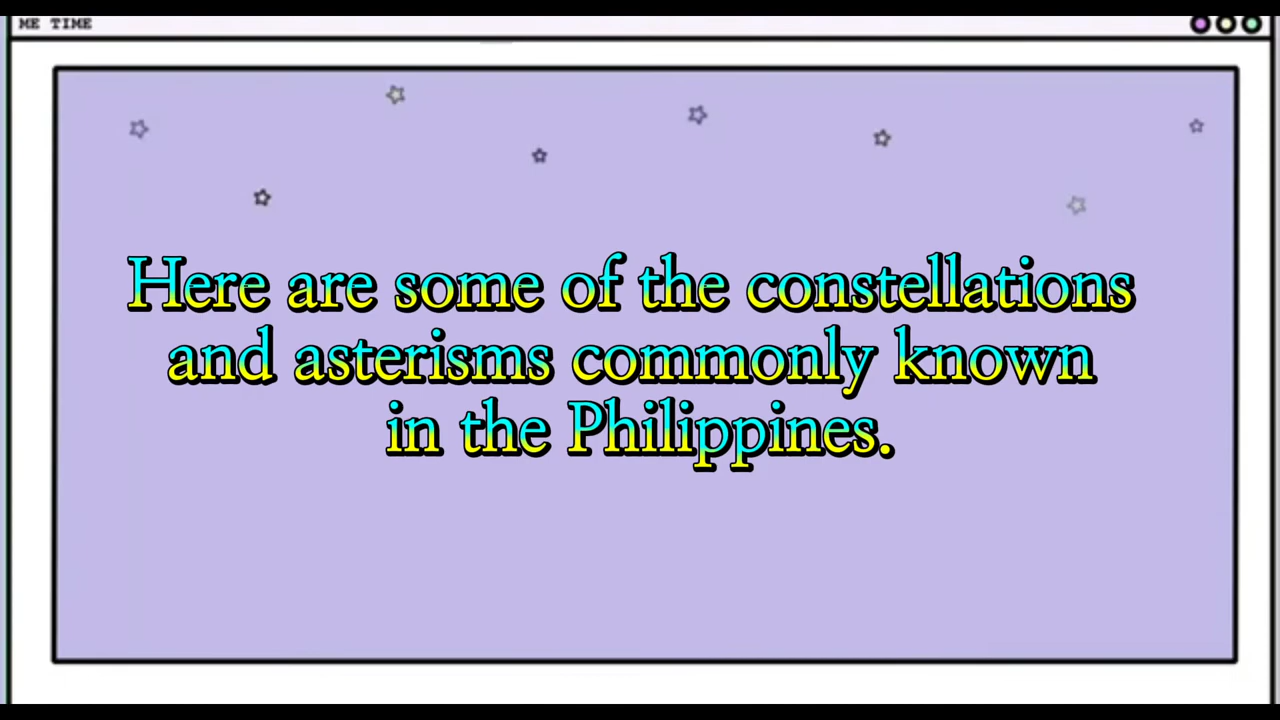 ME TIME
Here are some of the constellations
and asterisms commonly known
in the Philippines.